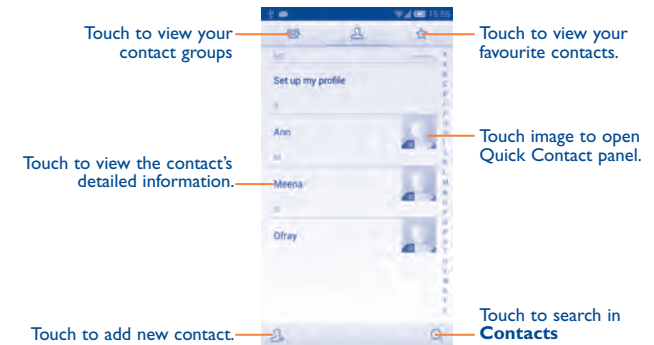 15:56
Touch to view your
contact groups
Touch to view your
favourite contacts.
Set up my profile
A
Ann
Touch image to open
Quick Contact panel.
M
Touch to view the contact’s
detailed information.
Meena
O
Ofray
Touch to add new contact.
Touch to search in
Contacts